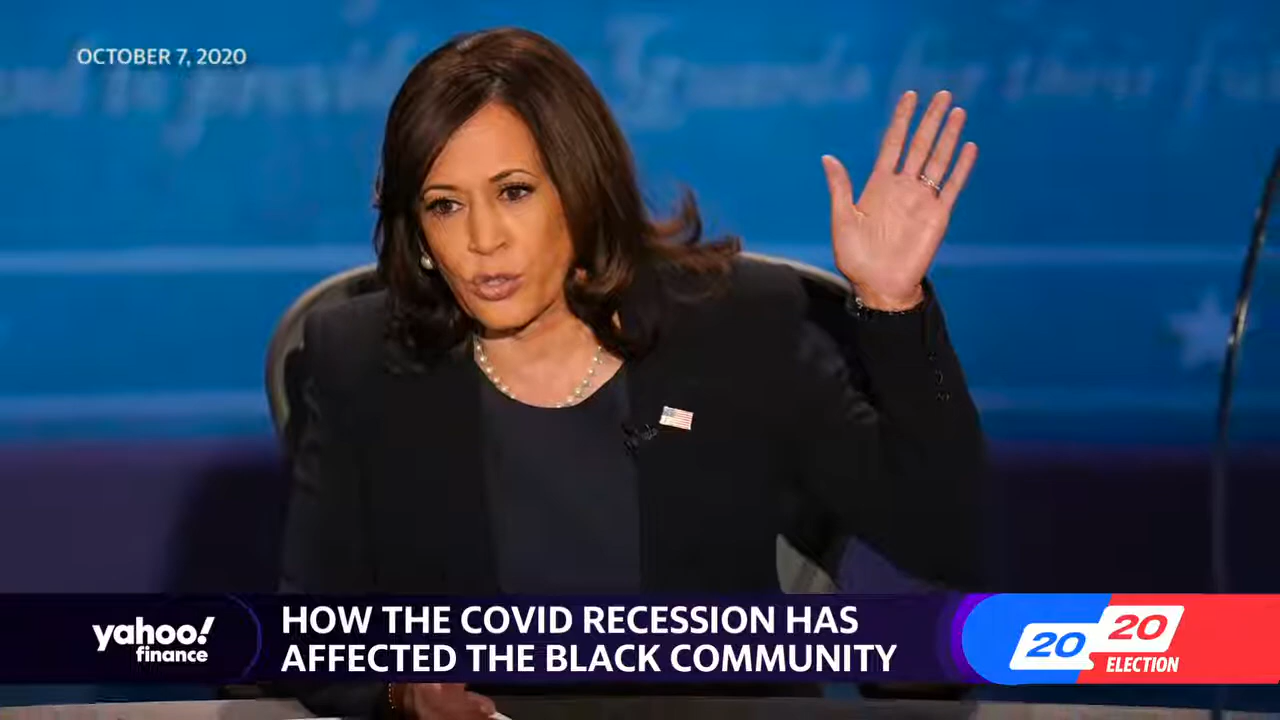 OCTOBER 7, 2020
yahoo!
finance
HOW THE COVID RECESSION HAS
AFFECTED THE BLACK COMMUNITY
20
20
ELECTION